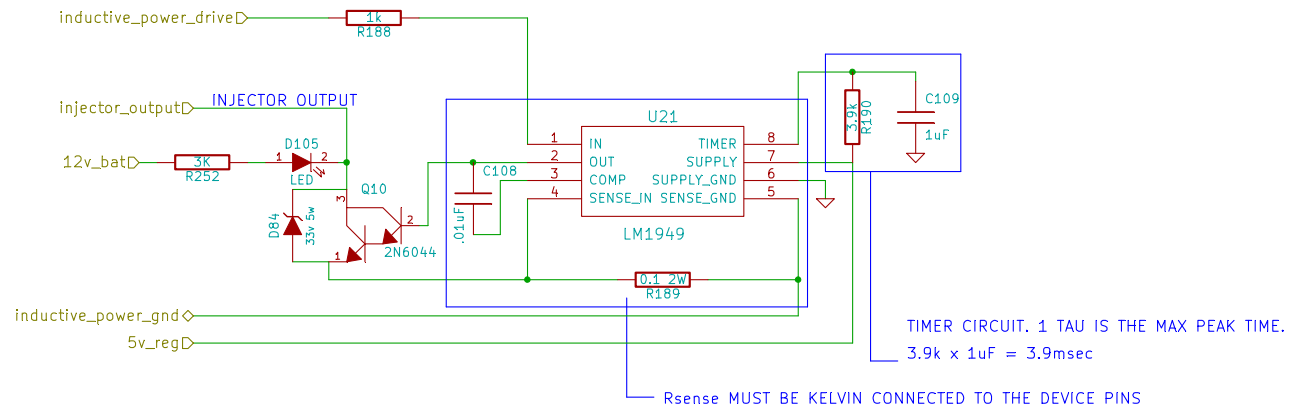 inductive_power_drive
1k
R188
injector_output
INJECTOR OUTPUT
12v_bat
3K
R252
D105
1
2
LED
Q10
3
2
1
2N6044
D84
33v 5w
C108
.01uF
U21
1 IN TIMER 8
2 OUT SUPPLY 7
3 COMP SUPPLY_GND 6
4 SENSE_IN SENSE_GND 5
LM1949
0.1 2W
R189
3.9k
R190
C109
1uF
inductive_power_gnd
5v_reg
TIMER CIRCUIT. 1 TAU IS THE MAX PEAK TIME.
3.9k x 1uF = 3.9msec
Rsense MUST BE KELVIN CONNECTED TO THE DEVICE PINS